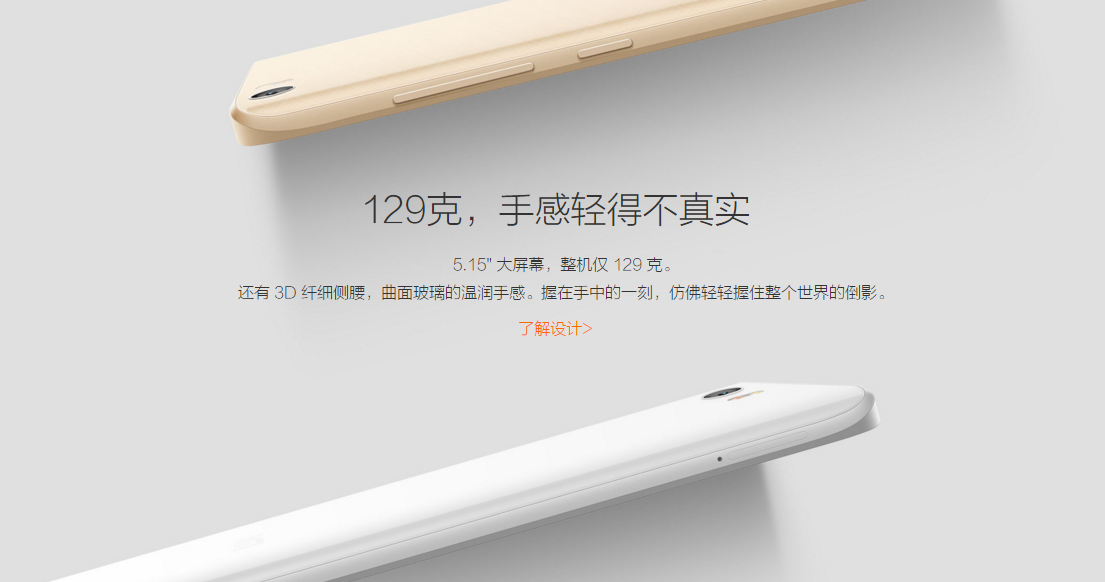 129克，手感轻得不真实
5.15" 大屏幕，整机仅 129 克。
还有 3D 纤细侧腰，曲面玻璃的温润手感。握在手中的一刻，仿佛轻轻握住整个世界的倒影。
了解设计>